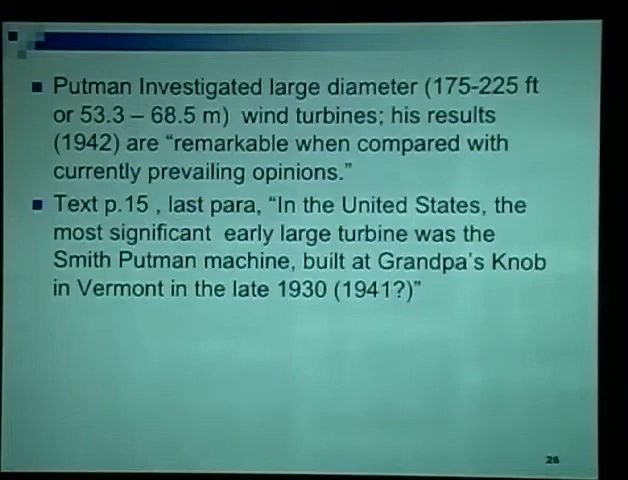 Putman Investigated large diameter (175-225 ft
or 53.3 – 68.5 m) wind turbines; his results
(1942) are “remarkable when compared with
currently prevailing opinions.”
Text p.15 , last para, “In the United States, the
most significant early large turbine was the
Smith Putman machine, built at Grandpa's Knob
in Vermont in the late 1930 (1941?)”
26